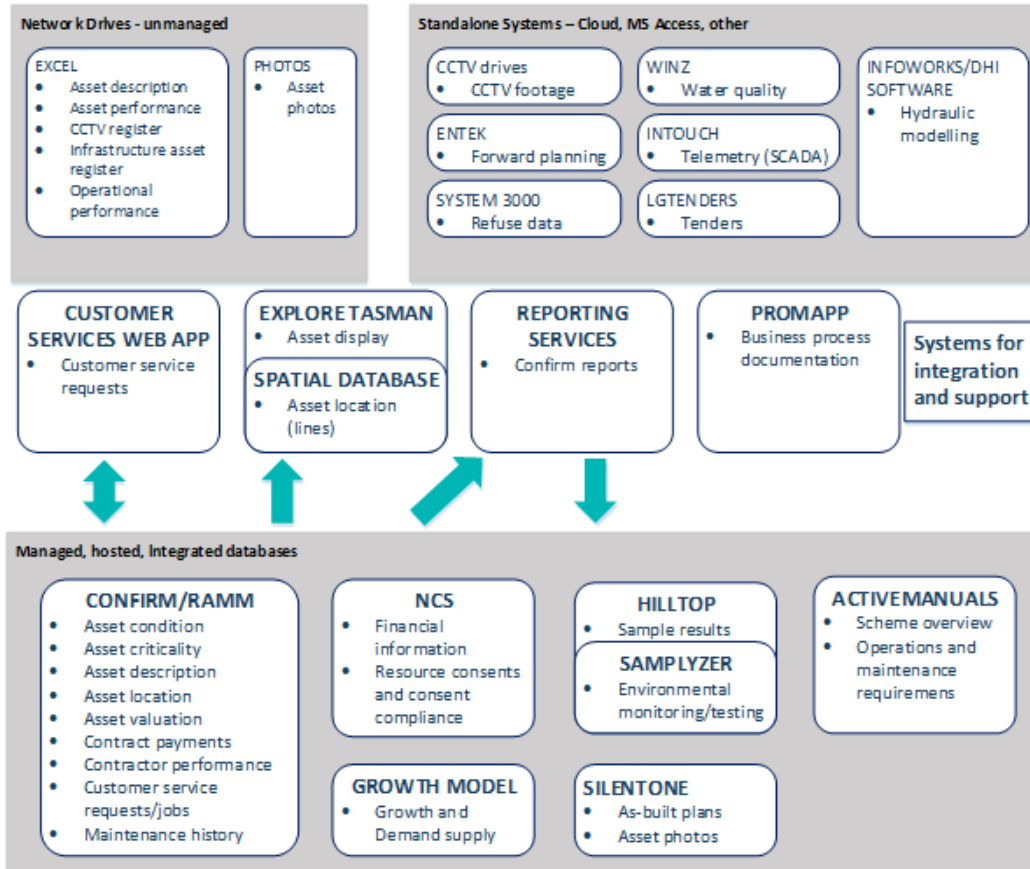 Network Drives - unmanaged
EXCEL
• Asset description
• Asset performance
• CCTV register
• Infrastructure asset
register
• Operational
performance
PHOTOS
• Asset
photos
Standalone Systems – Cloud, MS Access, other
CCTV drives
• CCTV footage
WINZ
• Water quality
INFOWORKS/DHI
SOFTWARE
• Hydraulic
modelling
ENTEK
• Forward planning
INTOUCH
• Telemetry (SCADA)
SYSTEM 3000
• Refuse data
LGTENDERS
• Tenders
CUSTOMER
SERVICES WEB APP
• Customer service
requests
EXPLORE TASMAN
• Asset display
SPATIAL DATABASE
• Asset location
(lines)
REPORTING
SERVICES
• Confirm reports
PROMAPP
• Business process
documentation
Systems for
integration
and support
Managed, hosted, Integrated databases
CONFIRM/RAMM
• Asset condition
• Asset criticality
• Asset description
• Asset location
• Asset valuation
• Contract payments
• Contractor performance
• Customer service
requests/jobs
• Maintenance history
NCS
• Financial
information
• Resource consents
and consent
compliance
HILLTOP
• Sample results
SAMPLYZER
• Environmental
monitoring/testing
ACTIVEMANUALS
• Scheme overview
• Operations and
maintenance
requiremens
GROWTH MODEL
• Growth and
Demand supply
SILENTONE
• As-built plans
• Asset photos